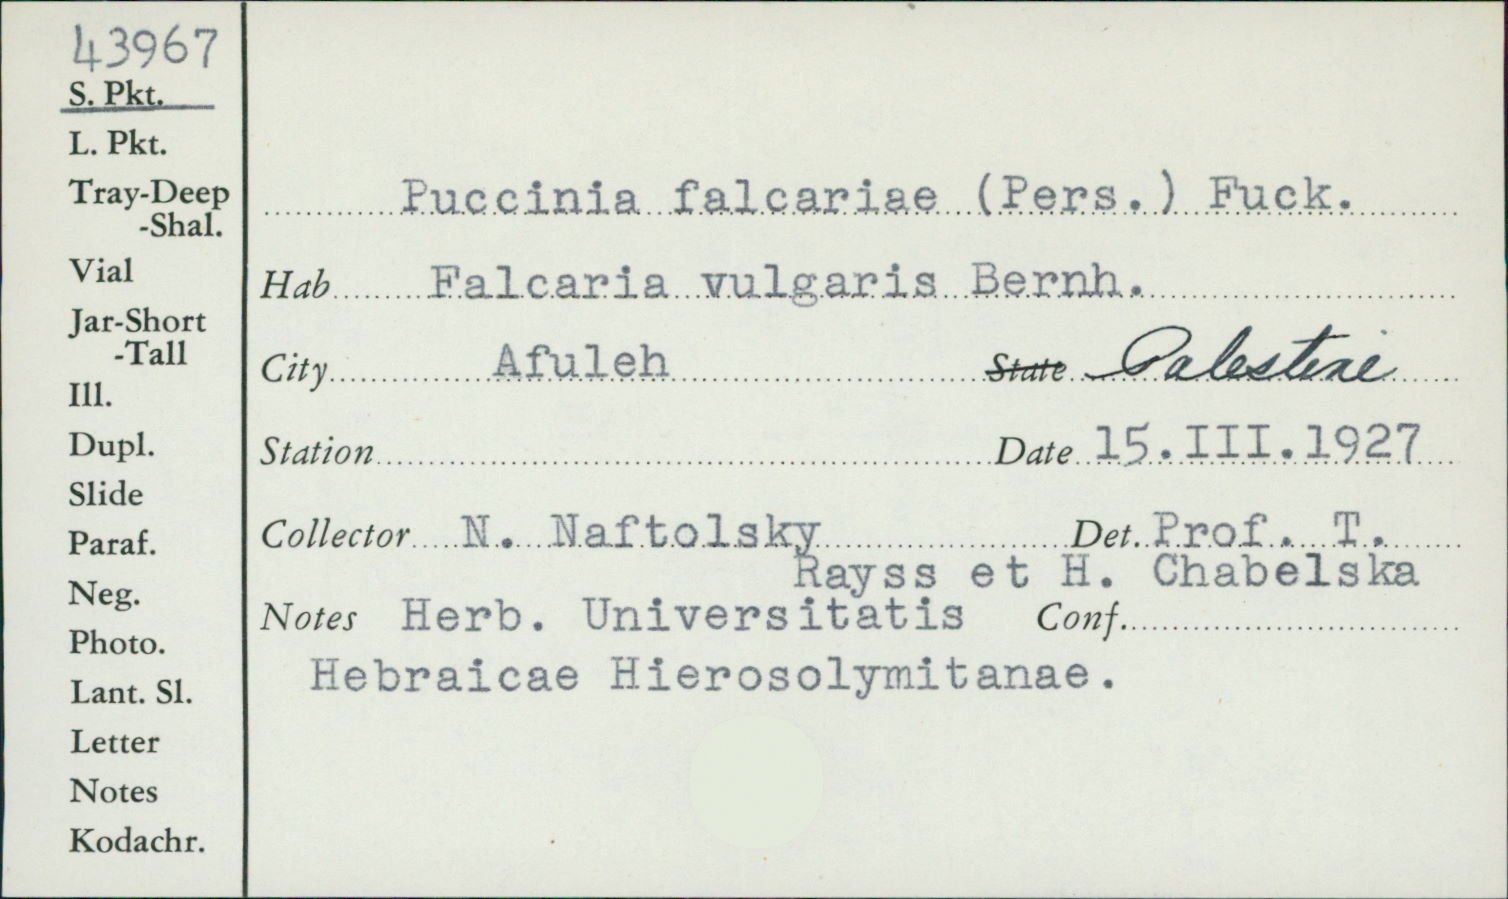 43967
S. Pkt.
L. Pkt.
Tray-Deep
-Shal.
Vial
Jar-Short
-Tall
Ill.
Dupl.
Slide
Paraf.
Neg.
Photo.
Lant. Sl.
Letter
Notes
Kodachr.
Puccinia falcariae (Pers.) Fuck.
Hab Falcaria vulgaris Bernh.
City Afuleh State Palestine
Station Date 15.III.1927
Collector N. Naftolsky Det. Prof. T.
Rayss et H. Chabelska
Notes Herb. Universitatis Conf.
Hebraicae Hierosolymitanae.